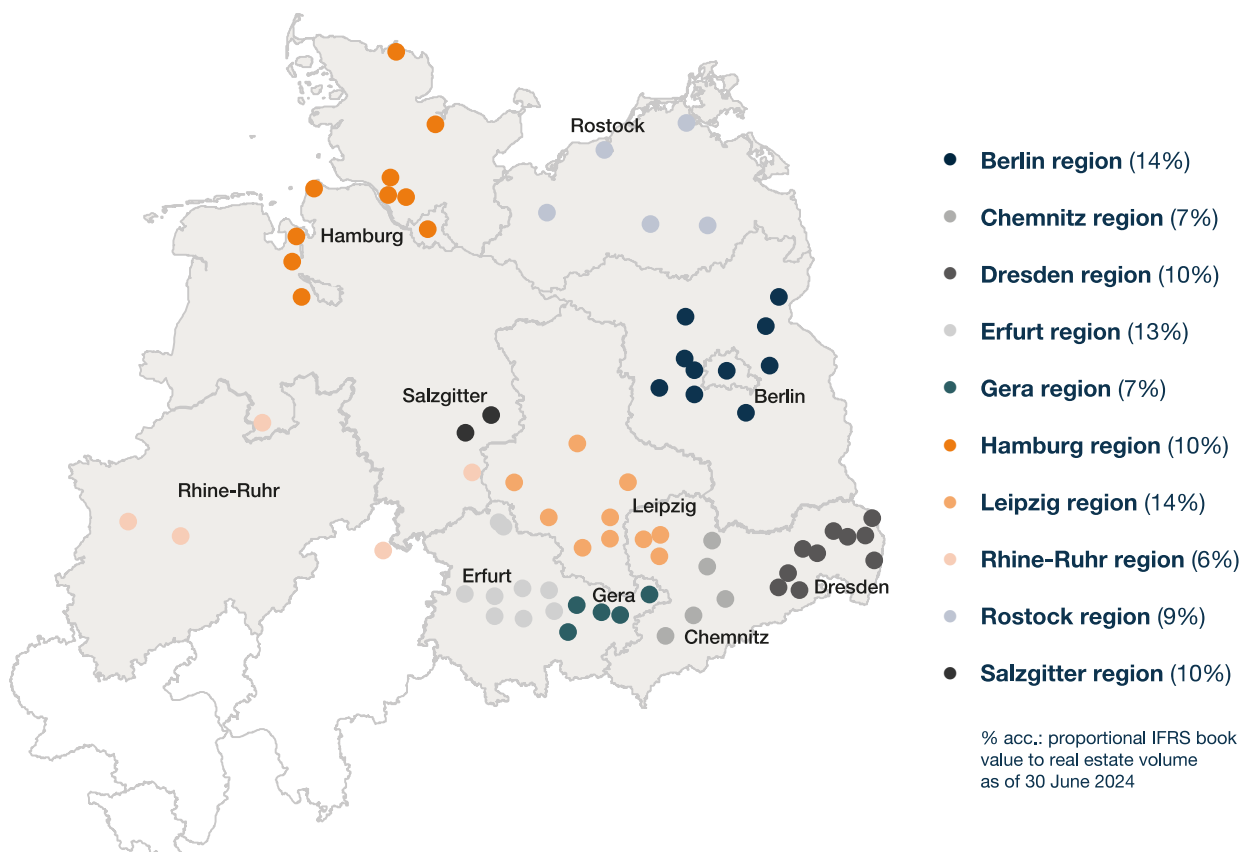 Rostock
Hamburg
Salzgitter
Berlin
Rhine-Ruhr
Leipzig
Erfurt
Gera
Dresden
Chemnitz
Berlin region (14%)
Chemnitz region (7%)
Dresden region (10%)
Erfurt region (13%)
Gera region (7%)
Hamburg region (10%)
Leipzig region (14%)
Rhine-Ruhr region (6%)
Rostock region (9%)
Salzgitter region (10%)
% acc.: proportional IFRS book
value to real estate volume
as of 30 June 2024